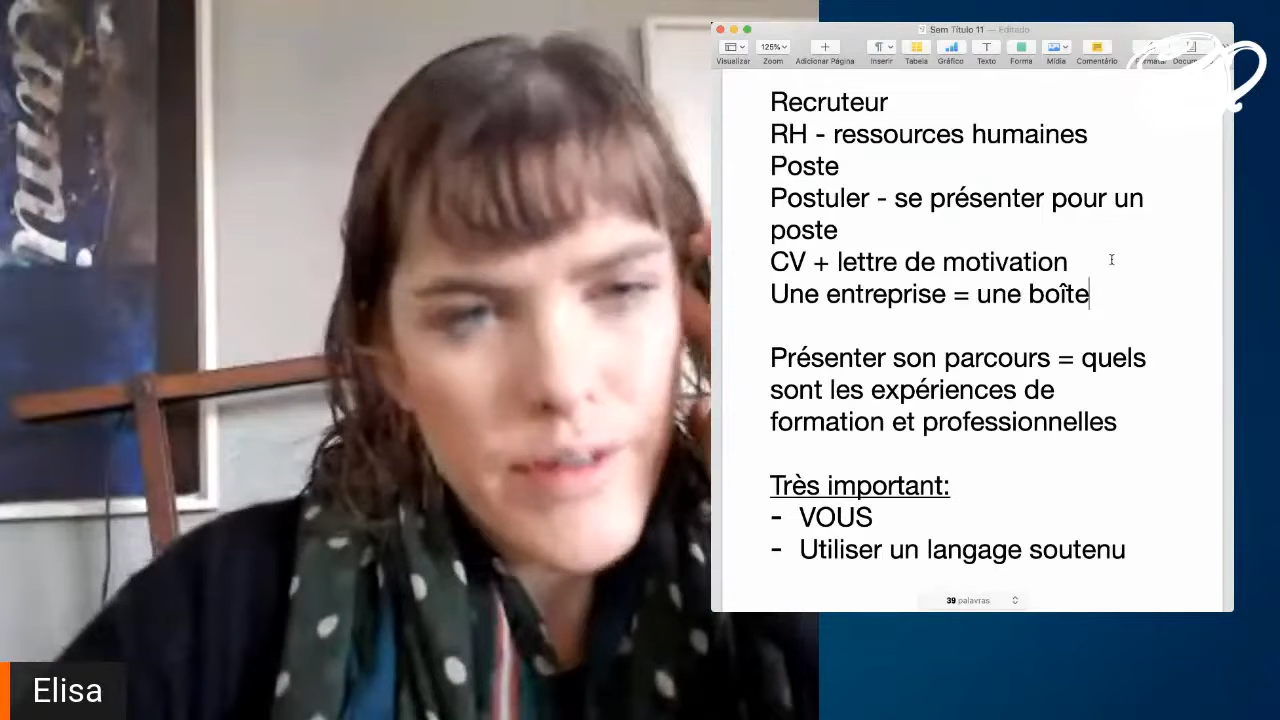 Sem Título 11 — Editado
125%
Visualizar Zoom Adicionar Página Inserir Tabela Gráfico Texto Forma Mídia Comentário
Recruteur
RH - ressources humaines
Poste
Postuler - se présenter pour un
poste
CV + lettre de motivation
Une entreprise = une boîte
Présenter son parcours = quels
sont les expériences de
formation et professionnelles
Très important:
- VOUS
- Utiliser un langage soutenu
39 palavras
Elisa